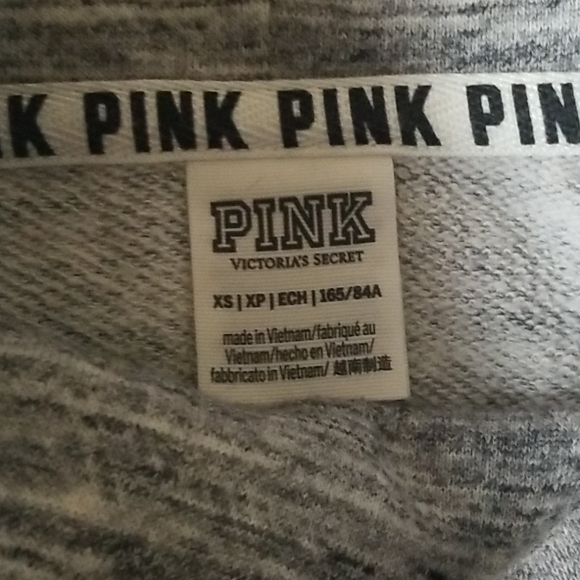 K PINK PINK PIN
PINK
VICTORIA'S SECRET
XS | XP | ECH | 165/84A
made in Vietnam/fabriqué au
Vietnam/hecho en Vietnam/
fabbricato in Vietnam/ 越南制造